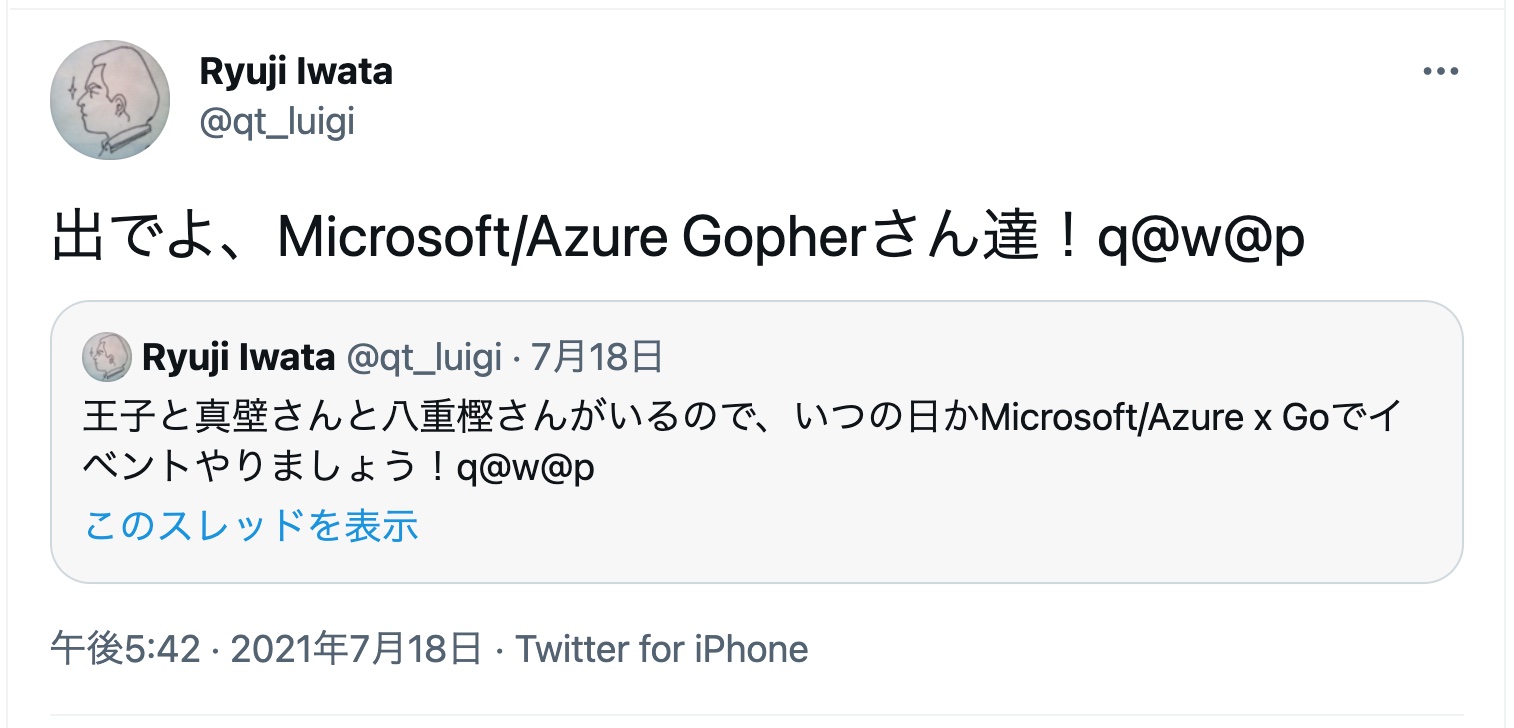 Ryuji Iwata
@qt_luigi
出でよ、Microsoft/Azure Gopherさん達！q@w@p
Ryuji Iwata @qt_luigi · 7月18日
王子と真壁さんと八重樫さんがいるので、いつの日かMicrosoft/Azure x Goでイ
ベントやりましょう！q@w@p
このスレッドを表示
午後5:42 · 2021年7月18日 · Twitter for iPhone